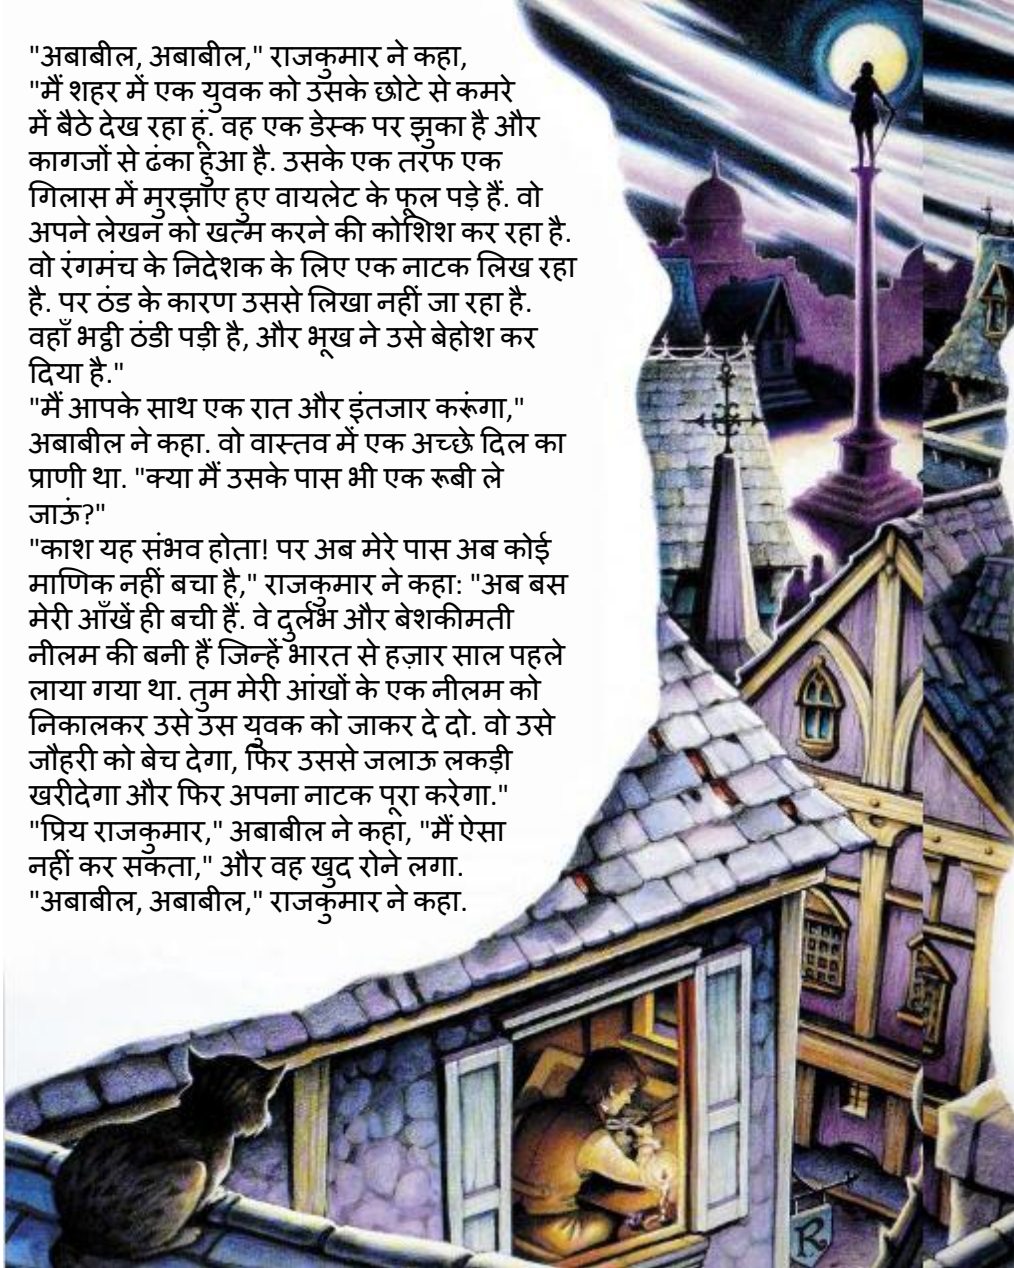 "अबाबील, अबाबील," राजकुमार ने कहा,
"मैं शहर में एक युवक को उसके छोटे से कमरे
में बैठे देख रहा हूं. वह एक डेस्क पर झुका है और
कागजों से ढंका हुआ है. उसके एक तरफ एक
गिलास में मुरझाए हुए वायलेट के फूल पड़े हैं. वो
अपने लेखन को खत्म करने की कोशिश कर रहा है.
वो रंगमंच के निदेशक के लिए एक नाटक लिख रहा
है. पर ठंड के कारण उससे लिखा नहीं जा रहा है.
वहाँ भट्टी ठंडी पड़ी है, और भूख ने उसे बेहोश कर
दिया है."
"मैं आपके साथ एक रात और इंतजार करूंगा,"
अबाबील ने कहा. वो वास्तव में एक अच्छे दिल का
प्राणी था. "क्या मैं उसके पास भी एक रूबी ले
जाऊं?"
"काश यह संभव होता! पर अब मेरे पास अब कोई
माणिक नहीं बचा है," राजकुमार ने कहा: "अब बस
मेरी आँखें ही बची हैं. वे दुर्लभ और बेशकीमती
नीलम की बनी हैं जिन्हें भारत से हज़ार साल पहले
लाया गया था. तुम मेरी आंखों के एक नीलम को
निकालकर उसे उस युवक को जाकर दे दो. वो उसे
जौहरी को बेच देगा, फिर उससे जलाऊ लकड़ी
खरीदेगा और फिर अपना नाटक पूरा करेगा."
"प्रिय राजकुमार," अबाबील ने कहा, "मैं ऐसा
नहीं कर सकता," और वह खुद रोने लगा.
"अबाबील, अबाबील," राजकुमार ने कहा.
R